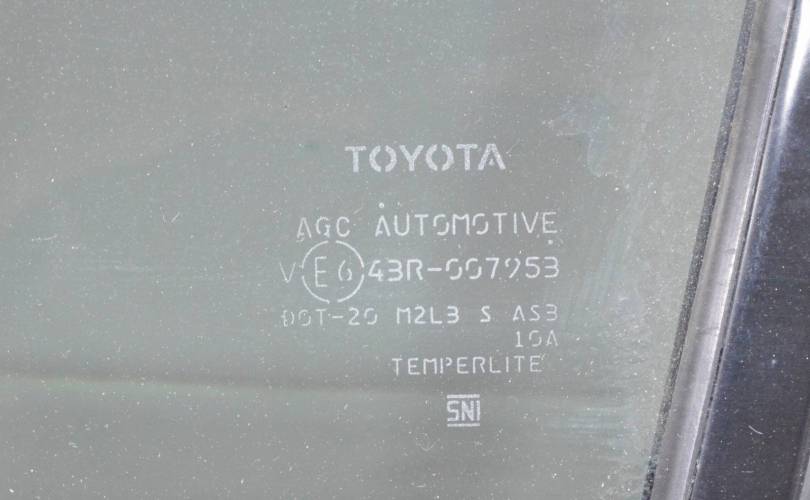 TOYOTA
AGC AUTOMOTIVE
V E6 43R-007953
DOT-20 M2L3 S AS3
10A
TEMPERLITE
SNI